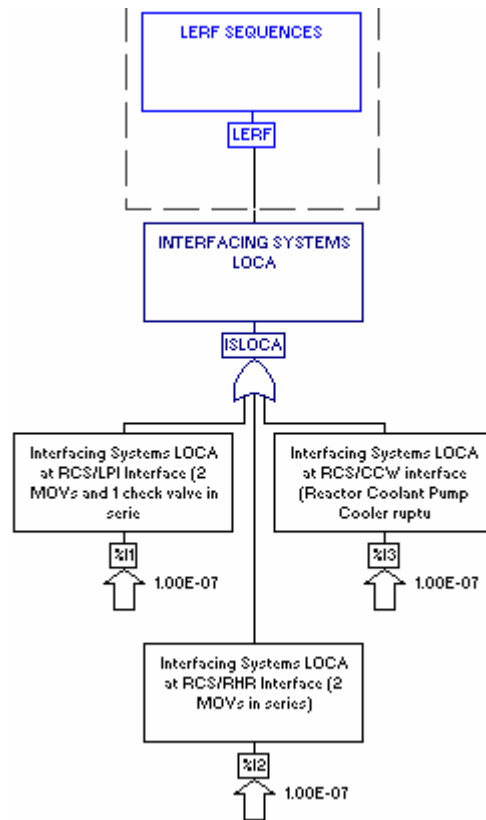 LERF SEQUENCES
LERF
INTERFACING SYSTEMS
LOCA
ISLOCA
Interfacing Systems LOCA
at RCS/LPI Interface (2
MOVs and 1 check valve in
serie
%I1
1.00E-07
Interfacing Systems LOCA
at RCS/CCW interface
(Reactor Coolant Pump
Cooler ruptu
%I3
1.00E-07
Interfacing Systems LOCA
at RCS/RHR Interface (2
MOVs in series)
%I2
1.00E-07